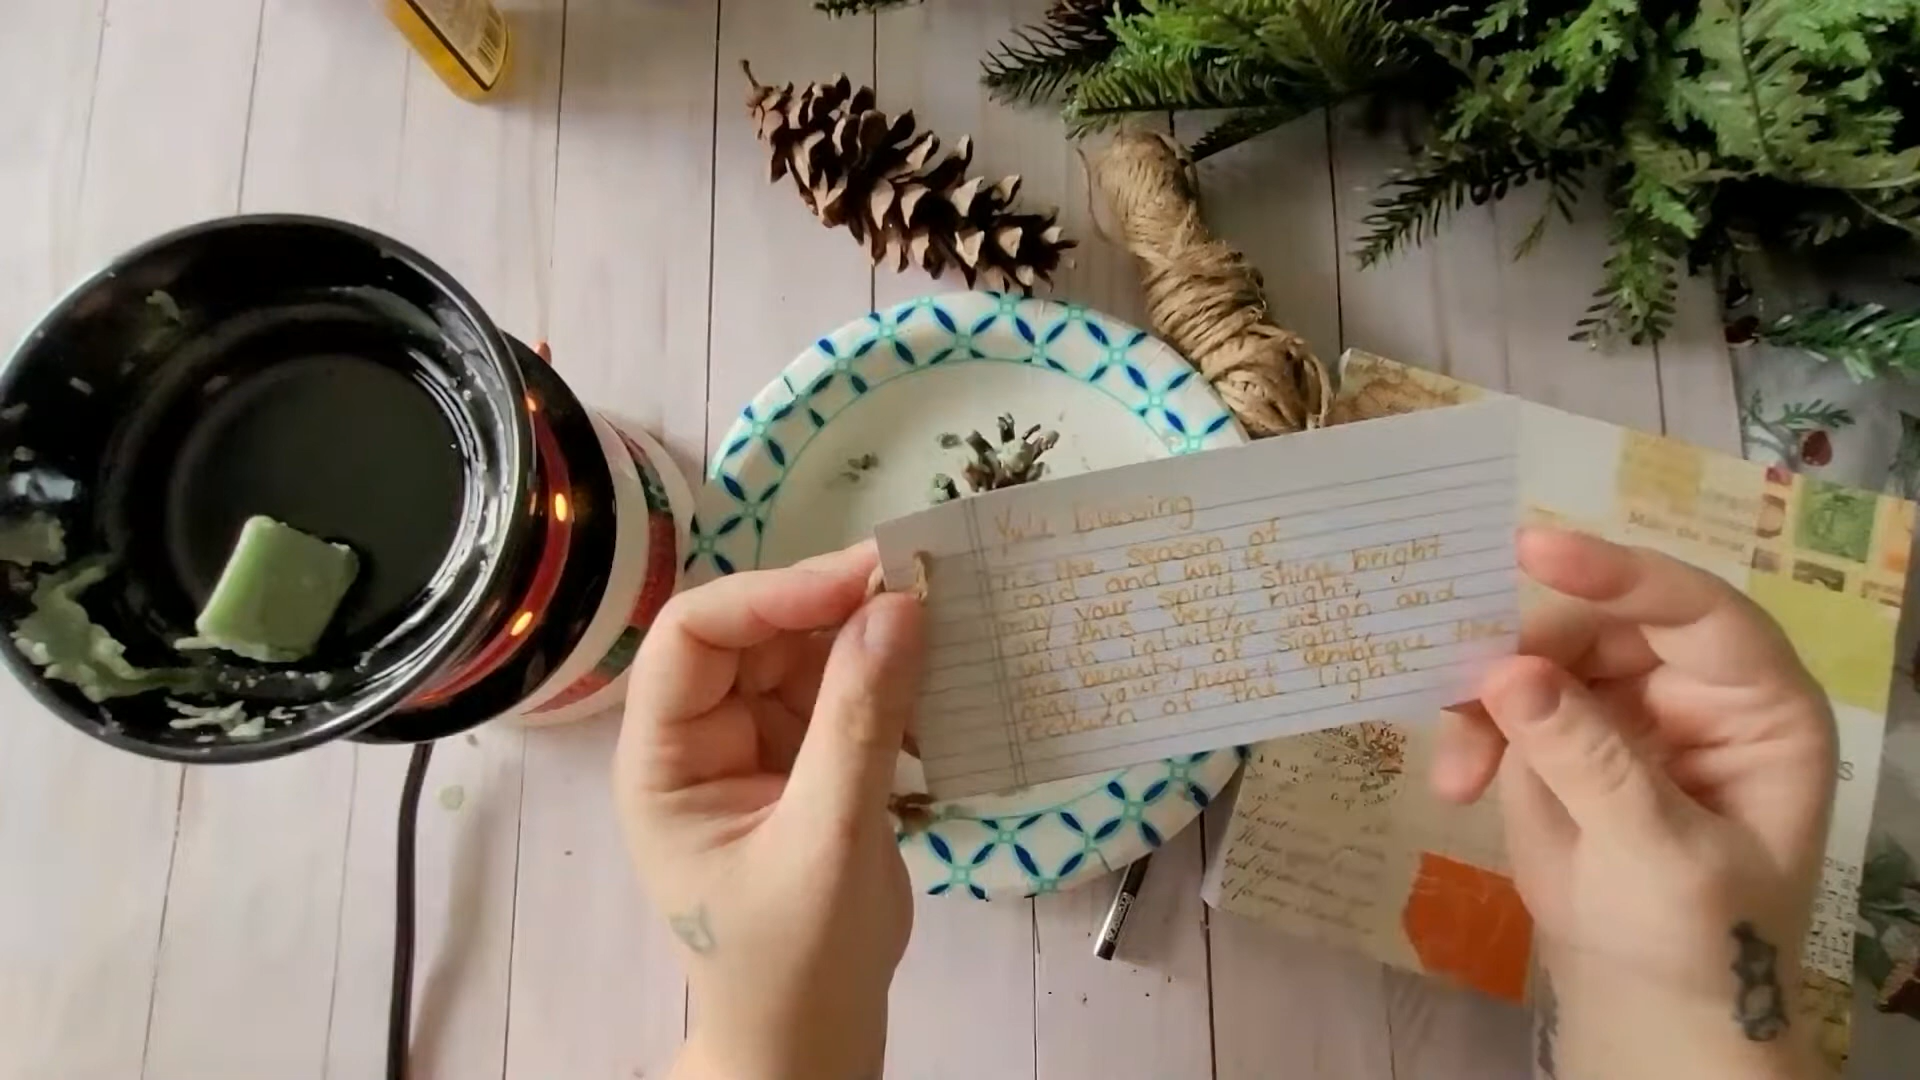 Yule Blessing
Tis the season of
cold and white,
may your spirit shine bright
on this very night,
with intuitive vision and
the beauty of sight,
may your heart embrace the
return of the light.